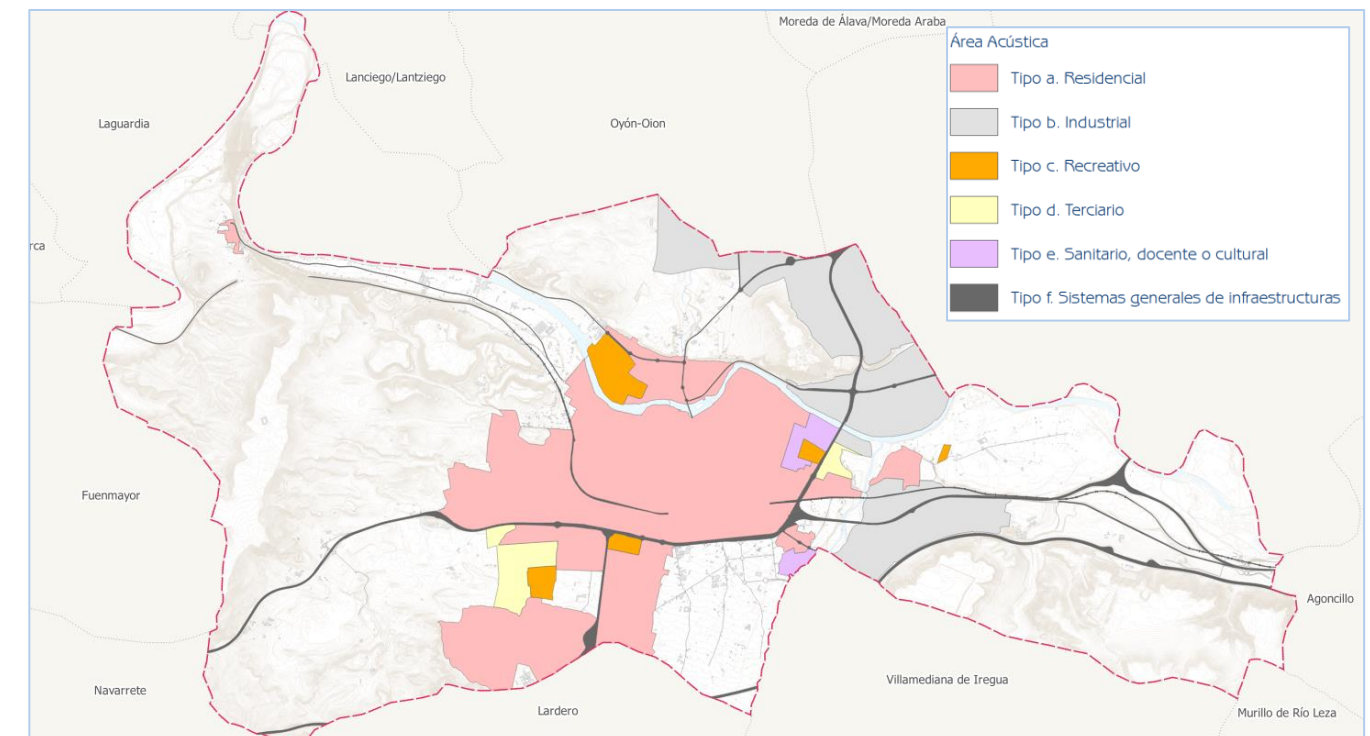 Moreda de Álava/Moreda Araba
Área Acústica
Tipo a. Residencial
Tipo b. Industrial
Tipo c. Recreativo
Tipo d. Terciario
Tipo e. Sanitario, docente o cultural
Tipo f. Sistemas generales de infraestructuras
Lanciego/Lantziego
Laguardia
Oyón-Oion
rca
Fuenmayor
Agoncillo
Navarrete
Villamediana de Iregua
Lardero
Murillo de Río Leza